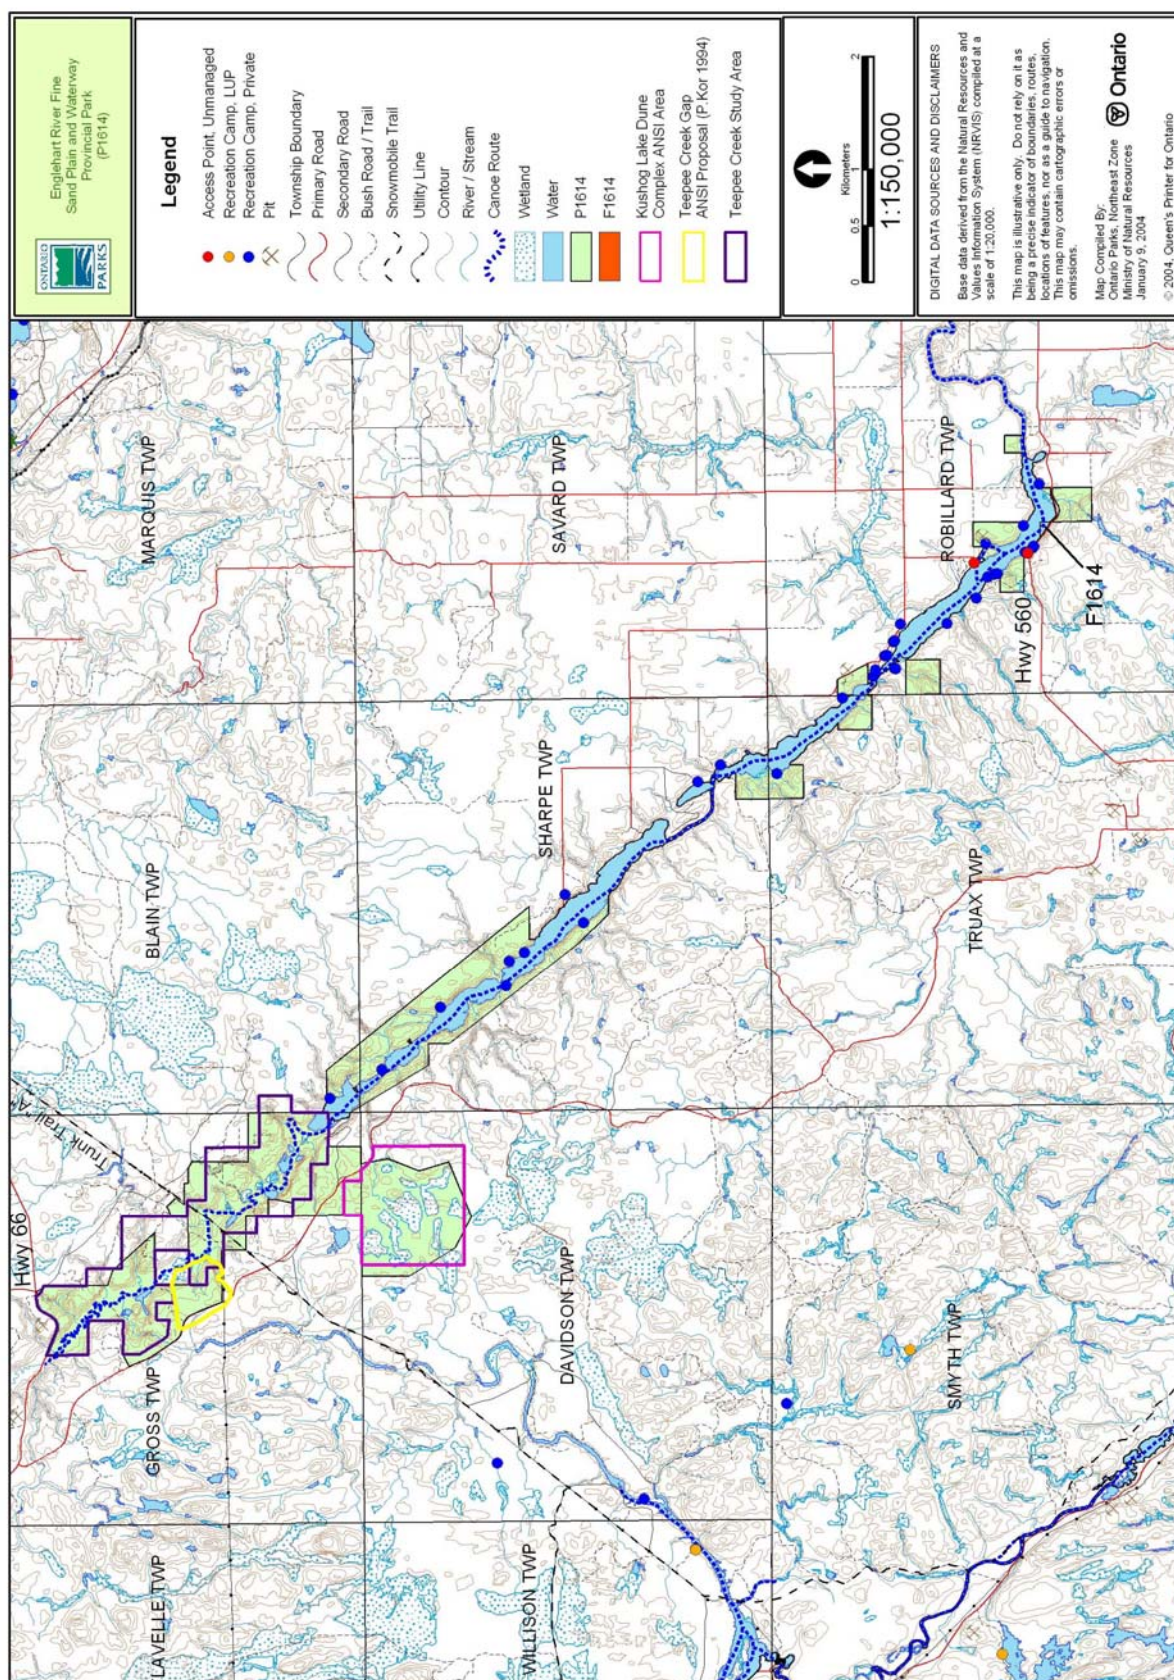 Englehart River Fine
Sand Plain and Waterway
Provincial Park
(P1614)
ONTARIO
PARKS
Legend
Access Point, Unmanaged
Recreation Camp, LUP
Recreation Camp, Private
Pit
Township Boundary
Primary Road
Secondary Road
Bush Road / Trail
Snowmobile Trail
Utility Line
Contour
River / Stream
Canoe Route
Wetland
Water
P1614
F1614
Kushog Lake Dune
Complex ANSI Area
Teepee Creek Gap
ANSI Proposal (P.Kor 1994)
Teepee Creek Study Area
Kilometers
0 0.5 1 2
1:150,000
DIGITAL DATA SOURCES AND DISCLAIMERS
Base data derived from the Natural Resources and
Values Information System (NRVIS) compiled at a
scale of 1:20,000.
This map is illustrative only. Do not rely on it as
being a precise indicator of boundaries, routes,
locations of features, nor as a guide to navigation.
This map may contain cartographic errors or
omissions.
Map Compiled By:
Ontario Parks, Northeast Zone
Ministry of Natural Resources
January 9, 2004
Ontario
© 2004, Queen's Printer for Ontario
LAVELLE TWP
GROSS TWP
Hwy 66
Trunk Trail "A"
BLAIN TWP
MARQUIS TWP
WILLISON TWP
DAVIDSON TWP
SHARPE TWP
SAVARD TWP
SMYTH TWP
TRUAX TWP
ROBILLARD TWP
Hwy 560
F1614